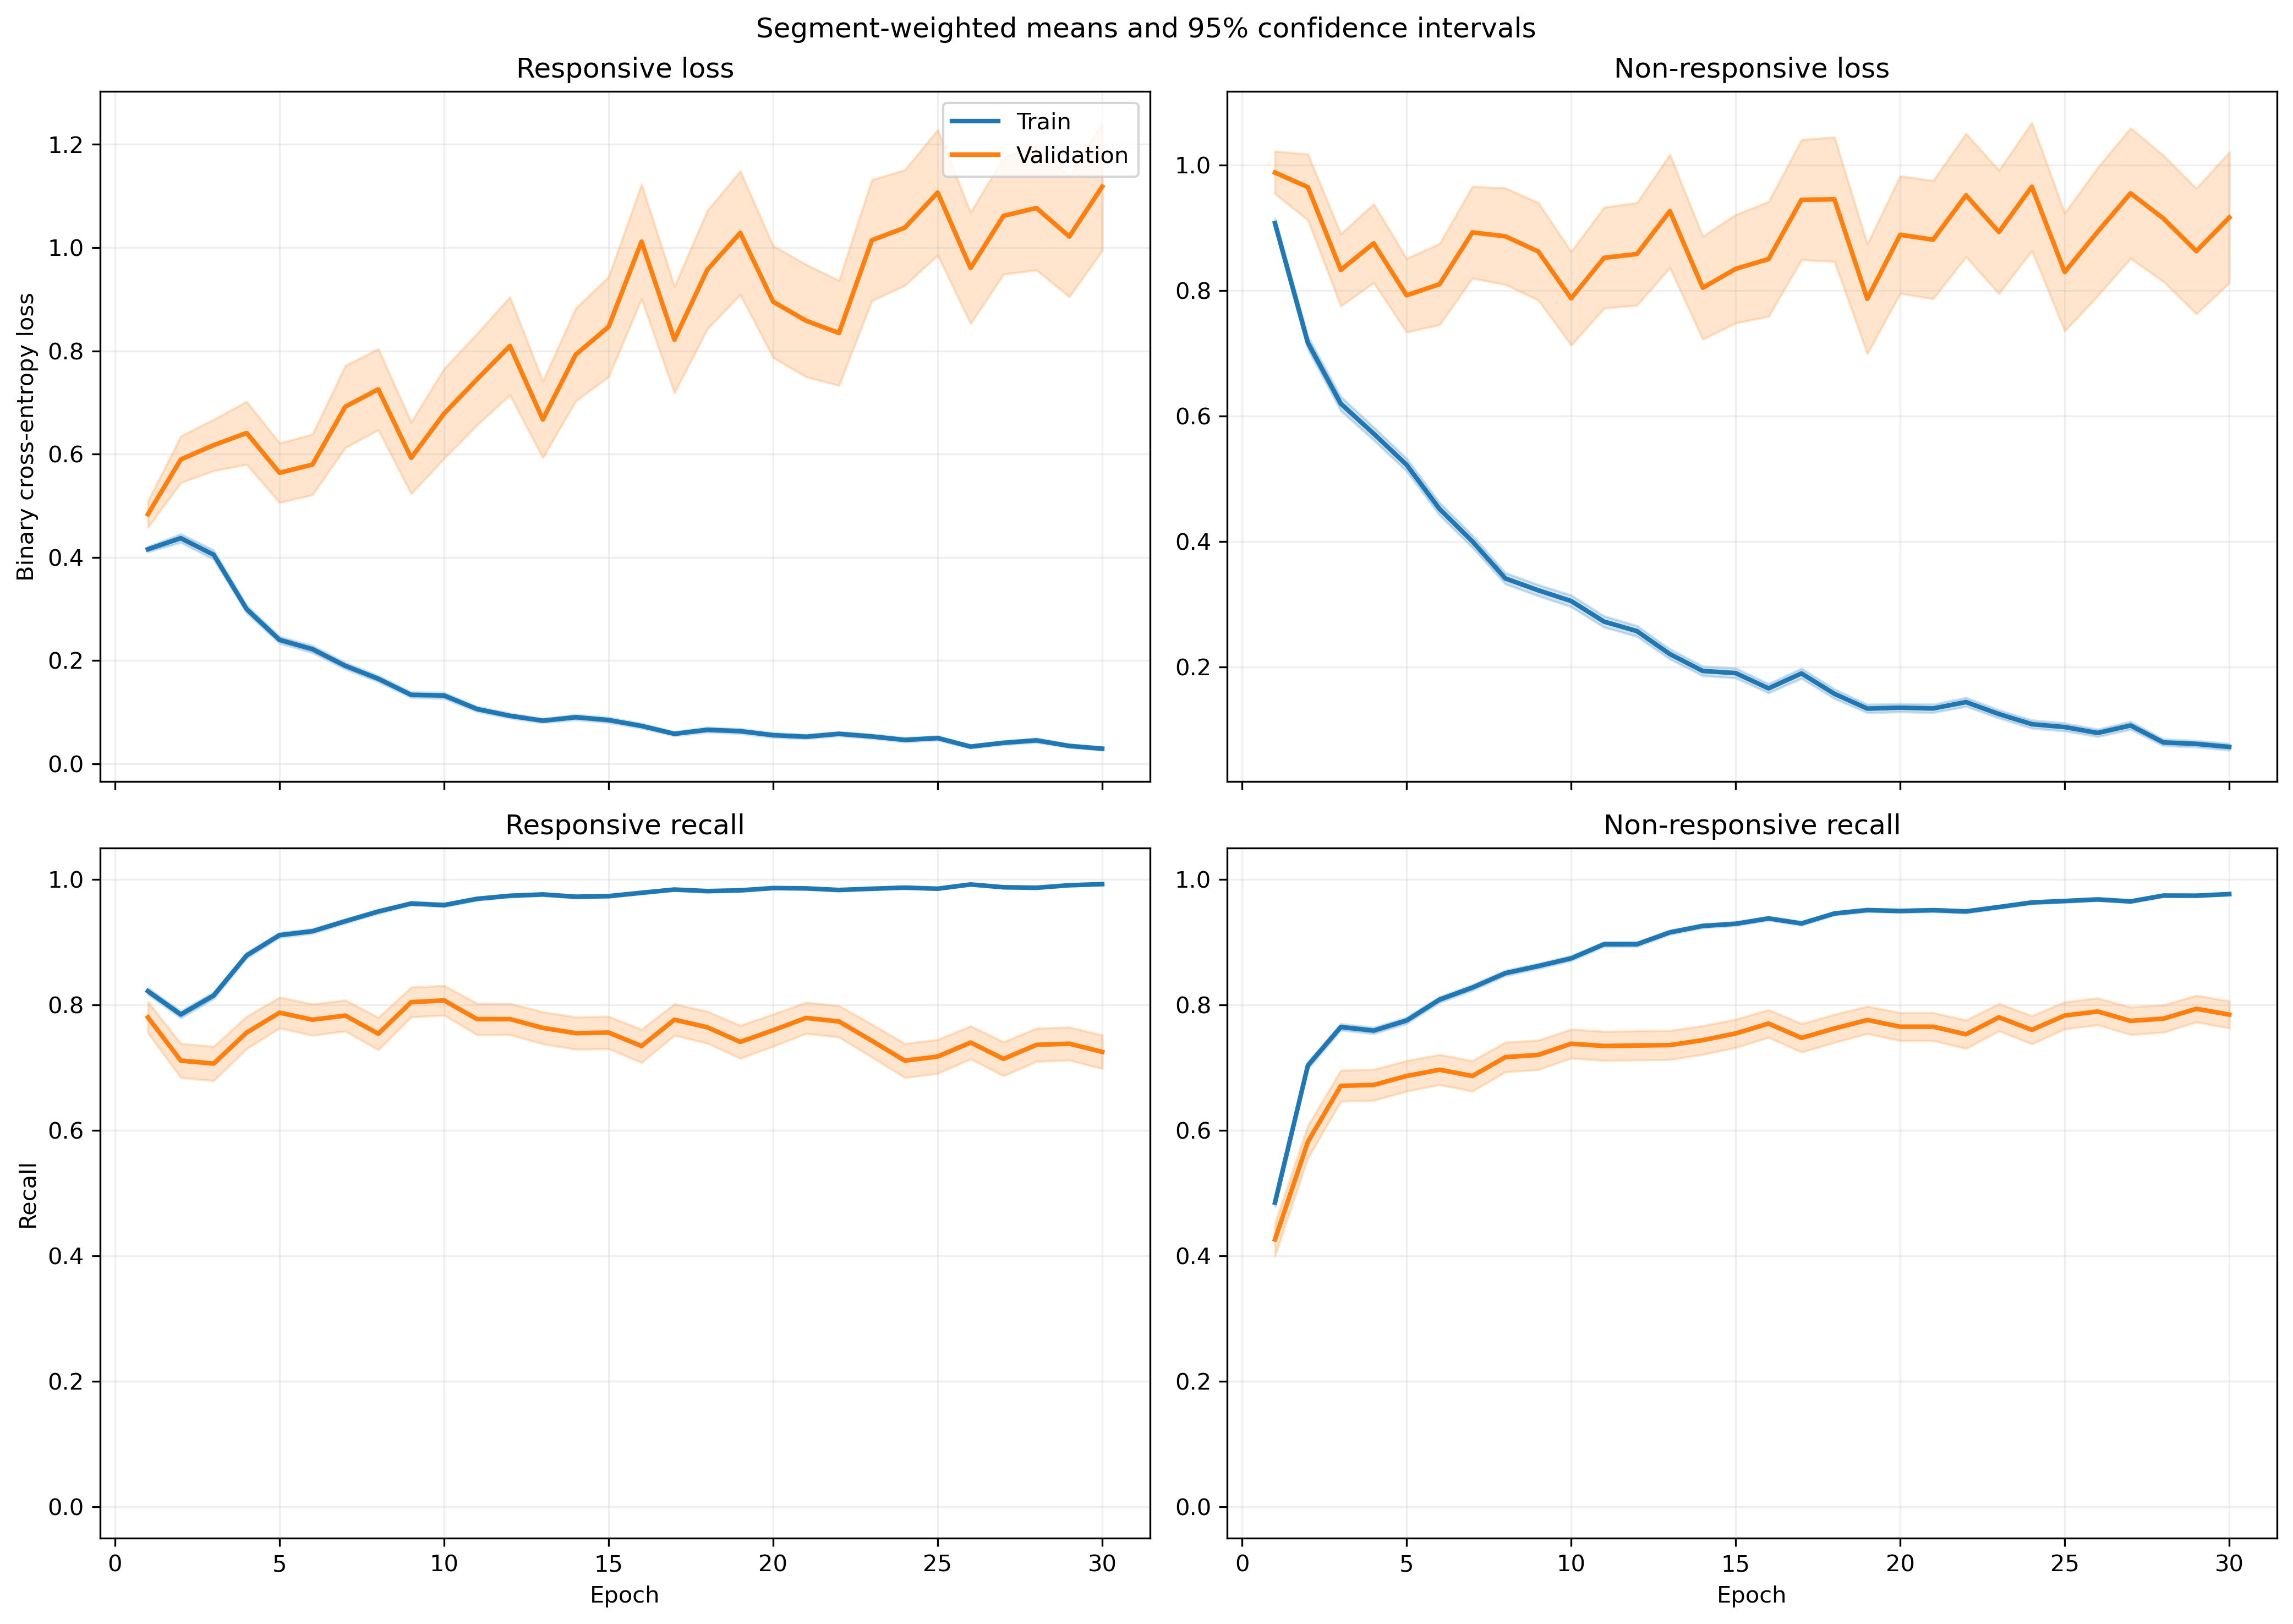 Segment-weighted means and 95% confidence intervals
Responsive loss
Non-responsive loss
Train
Validation
Binary cross-entropy loss
1.2
1.0
0.8
0.6
0.4
0.2
0.0
1.0
0.8
0.6
0.4
0.2
Responsive recall
Non-responsive recall
Recall
1.0
0.8
0.6
0.4
0.2
0.0
0 5 10 15 20 25 30
Epoch
1.0
0.8
0.6
0.4
0.2
0.0
0 5 10 15 20 25 30
Epoch